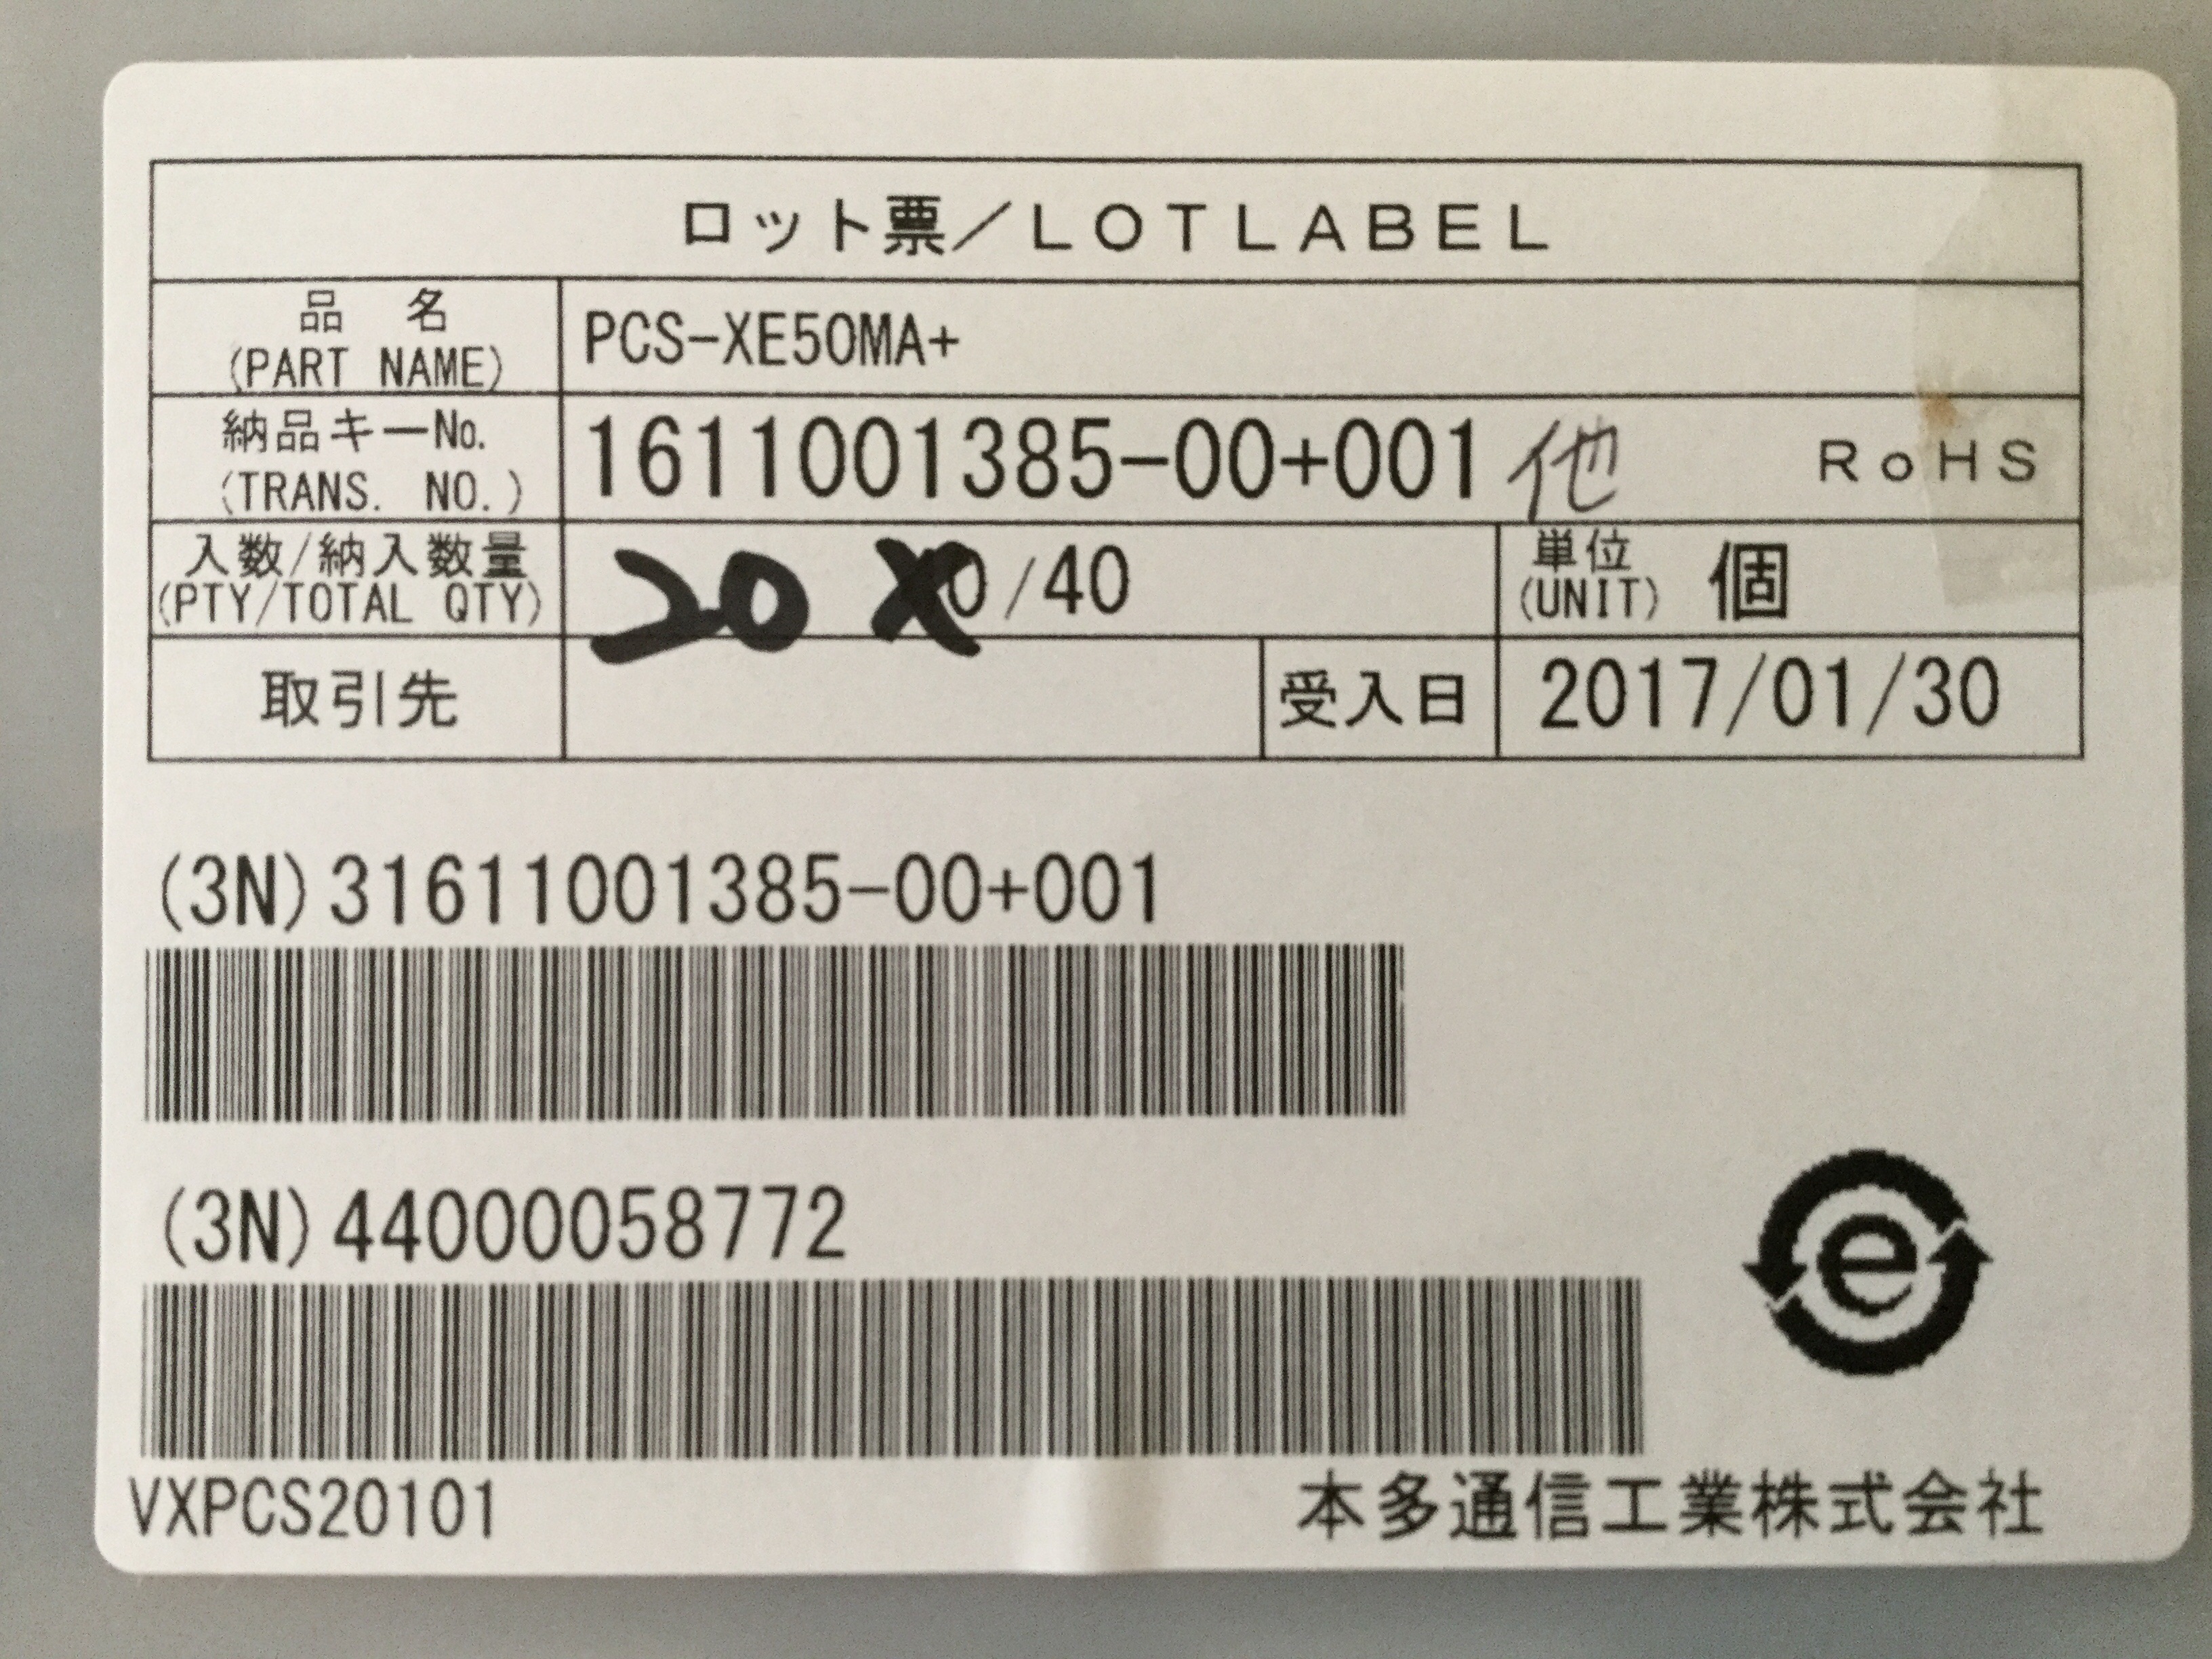 ロット票／ＬＯＴＬＡＢＥＬ
品 名
(PART NAME)
PCS-XE50MA+
納品キーNo.
(TRANS. NO.)
1611001385-00+001 他 RoHS
入数/納入数量
(PTY/TOTAL QTY)
20 0/40
単位
(UNIT)
個
取引先
受入日
2017/01/30
(3N)31611001385-00+001
(3N)44000058772
e
VXPCS20101
本多通信工業株式会社